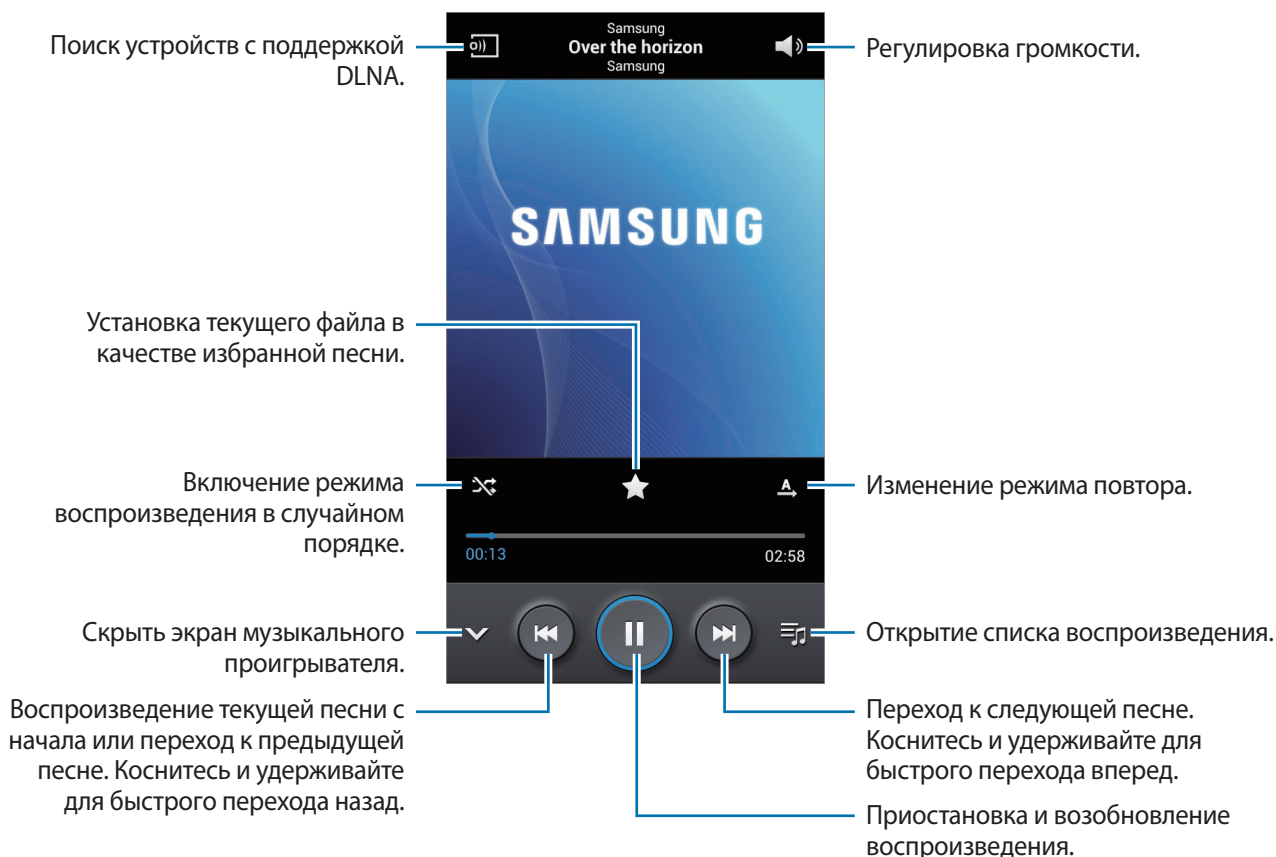 Поиск устройств с поддержкой
DLNA.
Samsung
Over the horizon
Samsung
Регулировка громкости.
SAMSUNG
Установка текущего файла в
качестве избранной песни.
Включение режима
воспроизведения в случайном
порядке.
A
Изменение режима повтора.
00:13
02:58
Скрыть экран музыкального
проигрывателя.
Открытие списка воспроизведения.
Воспроизведение текущей песни с
начала или переход к предыдущей
песне. Коснитесь и удерживайте
для быстрого перехода назад.
Переход к следующей песне.
Коснитесь и удерживайте для
быстрого перехода вперед.
Приостановка и возобновление
воспроизведения.